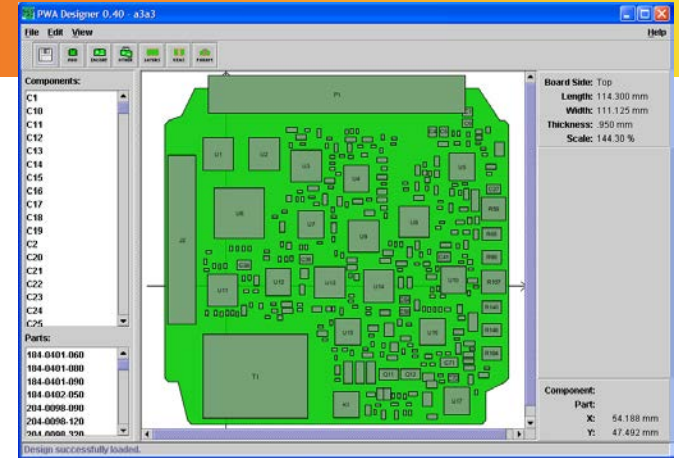 PWA Designer 0.40 - a3a3
File Edit View
Help
Components:
C1
C10
C11
C12
C13
C14
C15
C16
C17
C18
C19
C2
C20
C21
C22
C23
C24
C25
Parts:
184-0401-060
184-0401-080
184-0401-090
184-0402-050
204-0098-090
204-0098-120
204-0098-320
P1
J2
U1
U2
U3
U4
U5
U6
U7
U8
U9
U11
U12
U13
U14
U15
U16
U17
T1
Board Side: Top
Length: 114.300 mm
Width: 111.125 mm
Thickness: .950 mm
Scale: 144.30 %
Component:
Part:
X: 54.188 mm
Y: 47.492 mm
Design successfully loaded.